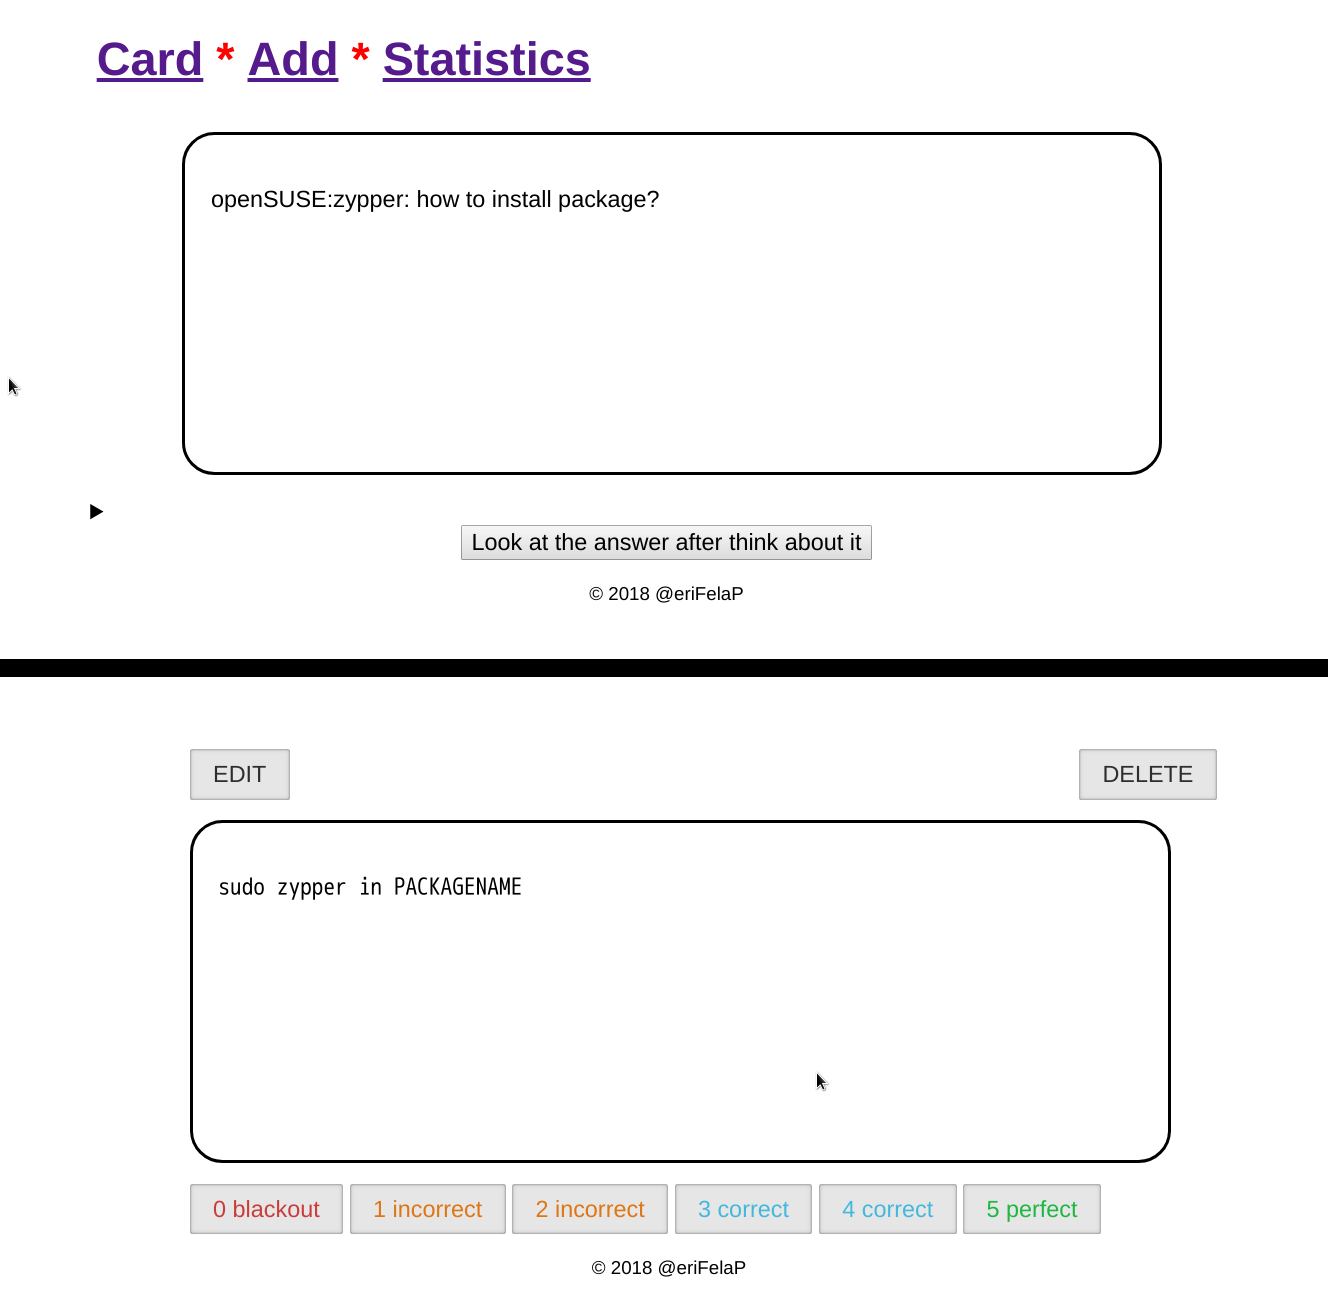 Card * Add * Statistics
openSUSE:zypper: how to install package?
Look at the answer after think about it
© 2018 @eriFelaP
EDIT DELETE
sudo zypper in PACKAGENAME
0 blackout 1 incorrect 2 incorrect 3 correct 4 correct 5 perfect
© 2018 @eriFelaP